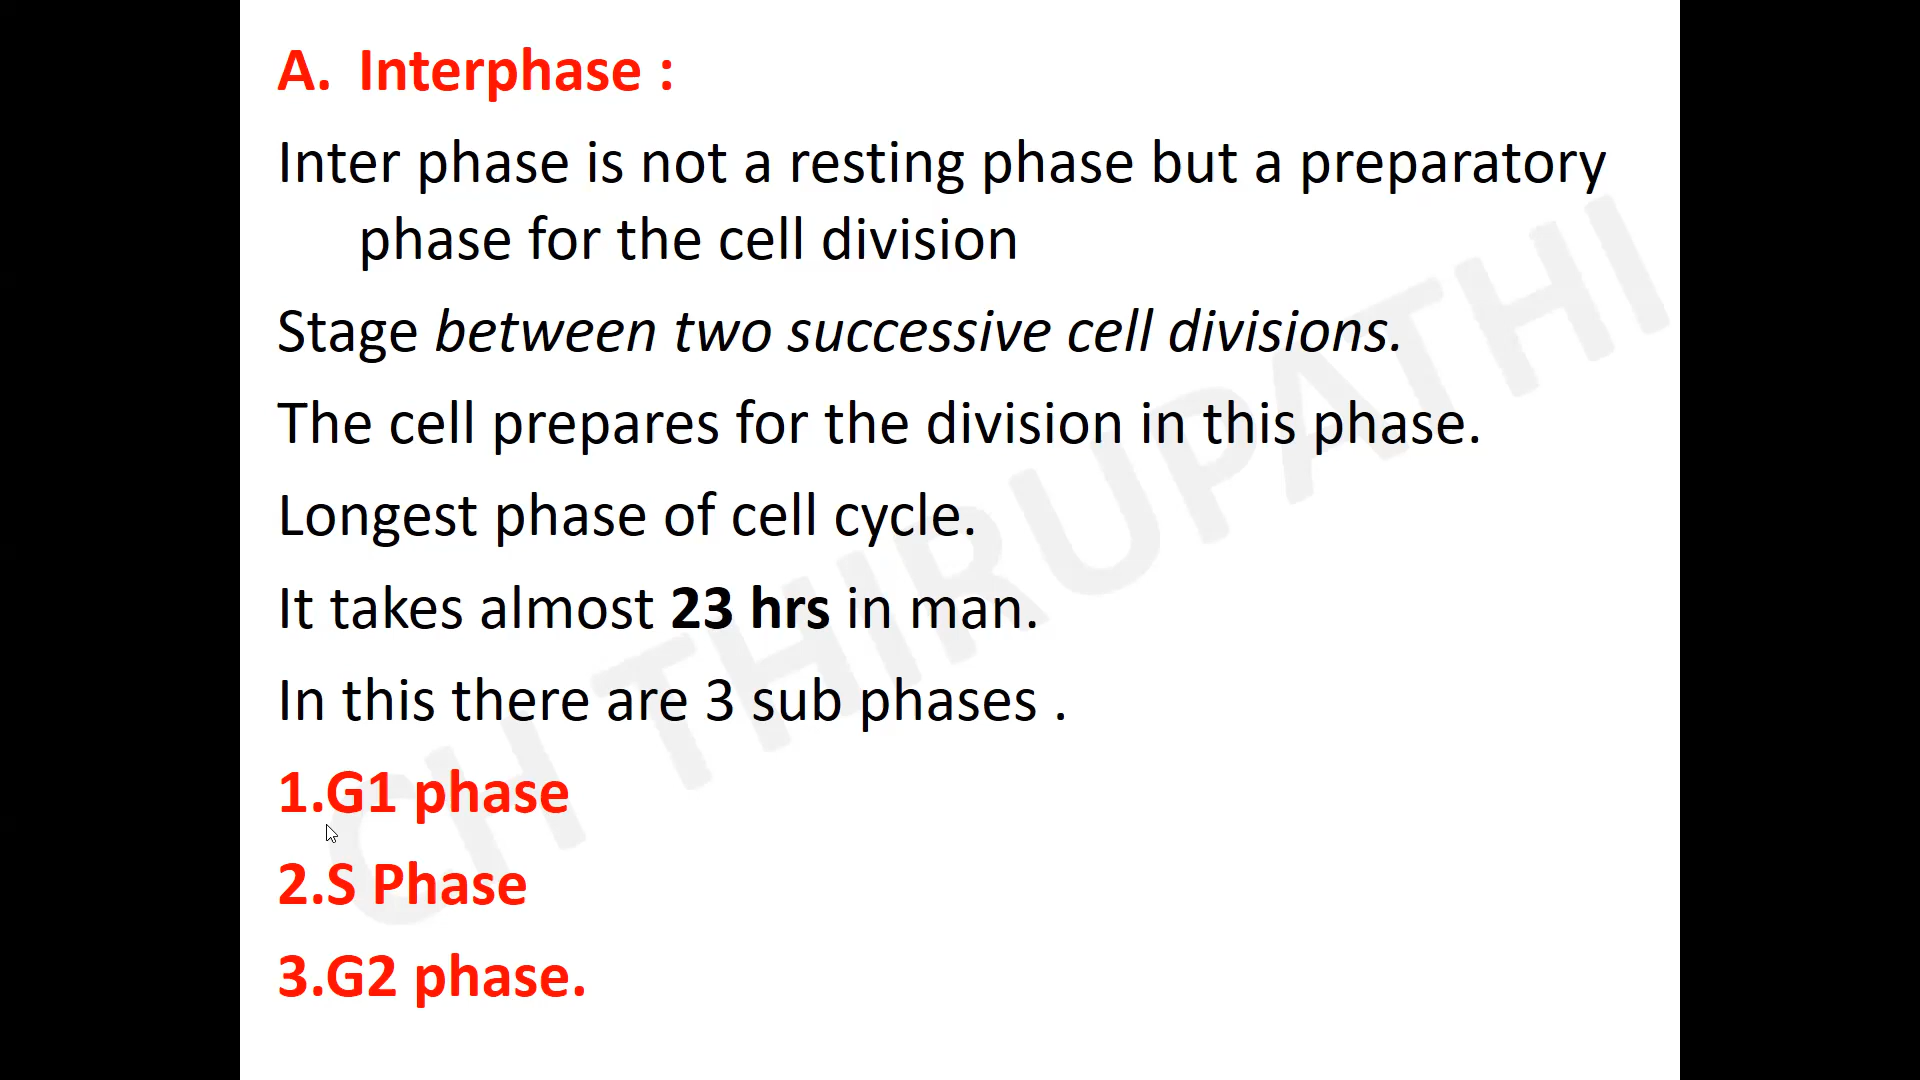 A. Interphase :
Inter phase is not a resting phase but a preparatory
phase for the cell division
Stage between two successive cell divisions.
The cell prepares for the division in this phase.
Longest phase of cell cycle.
It takes almost 23 hrs in man.
In this there are 3 sub phases .
1.G1 phase
2.S Phase
3.G2 phase.
CH THIRUPATHI